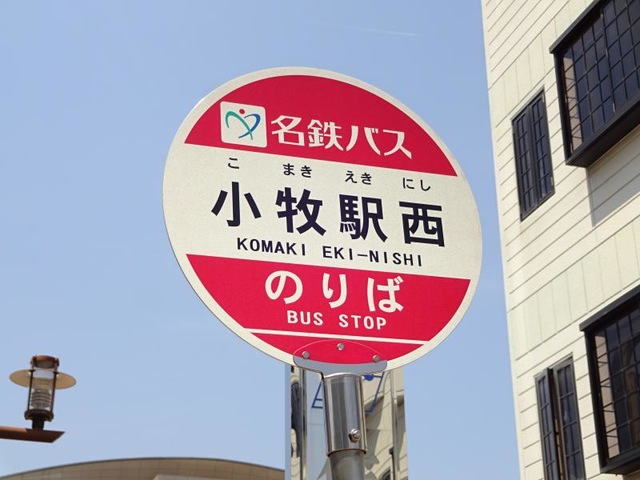 名鉄バス
こ まき えき にし
小牧駅西
KOMAKI EKI-NISHI
のりば
BUS STOP